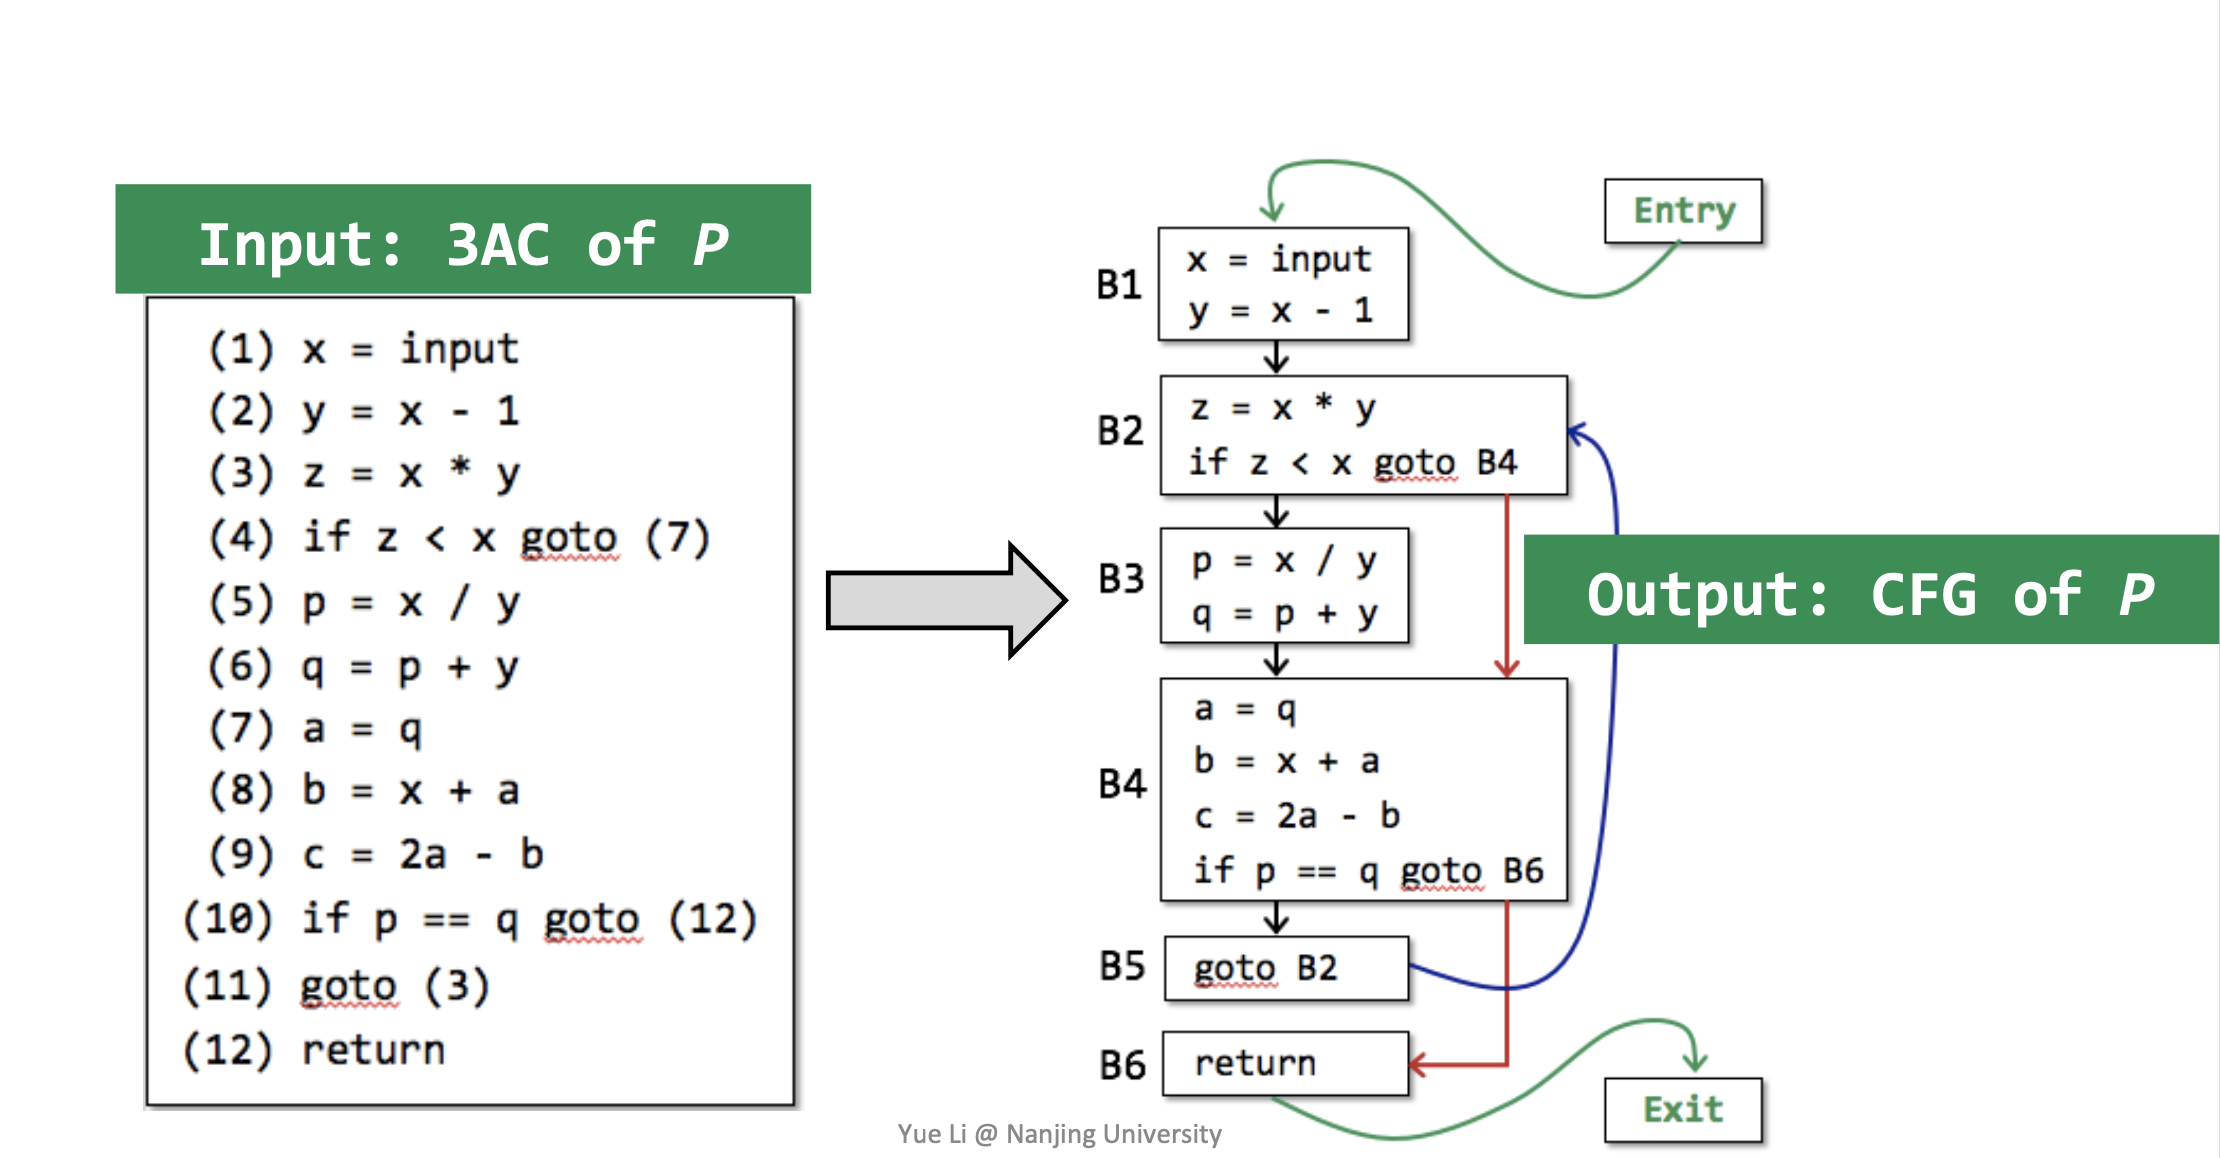 Input: 3AC of P
(1) x = input
(2) y = x - 1
(3) z = x * y
(4) if z < x goto (7)
(5) p = x / y
(6) q = p + y
(7) a = q
(8) b = x + a
(9) c = 2a - b
(10) if p == q goto (12)
(11) goto (3)
(12) return
Entry
B1
x = input
y = x - 1
B2
z = x * y
if z < x goto B4
B3
p = x / y
q = p + y
Output: CFG of P
B4
a = q
b = x + a
c = 2a - b
if p == q goto B6
B5
goto B2
B6
return
Exit
Yue Li @ Nanjing University